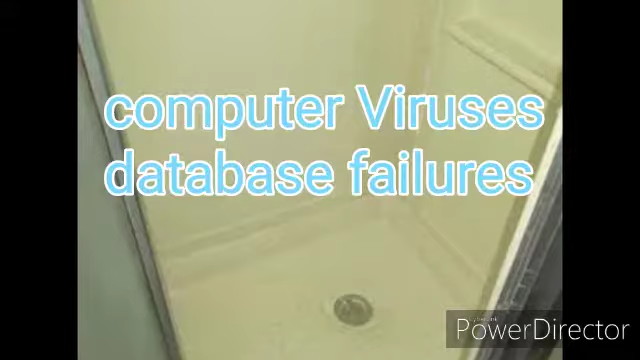 computer Viruses
database failures
PowerDirector